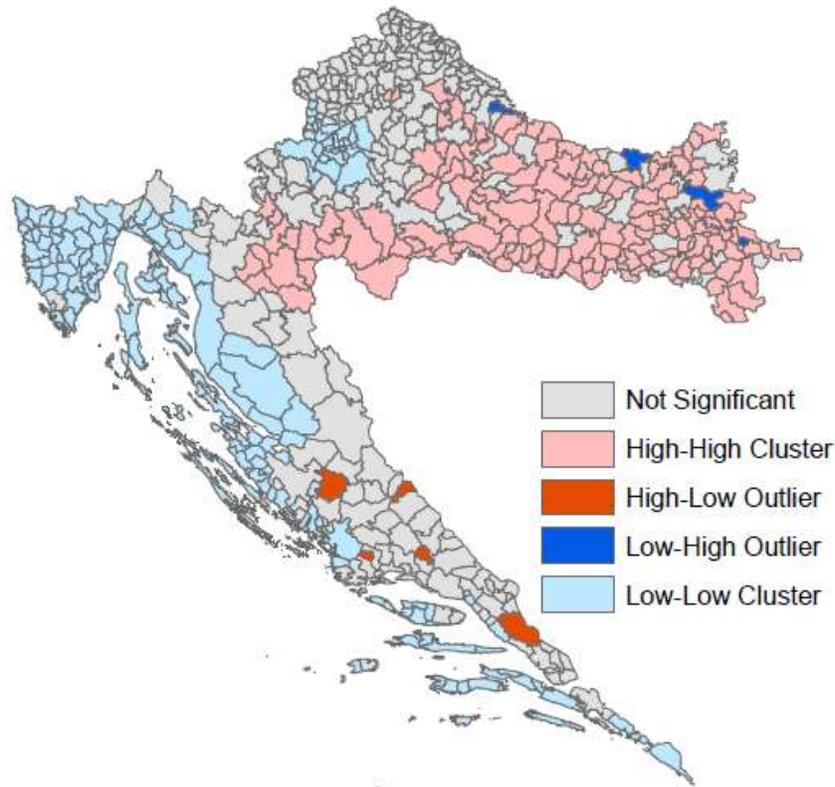 Not Significant
High-High Cluster
High-Low Outlier
Low-High Outlier
Low-Low Cluster